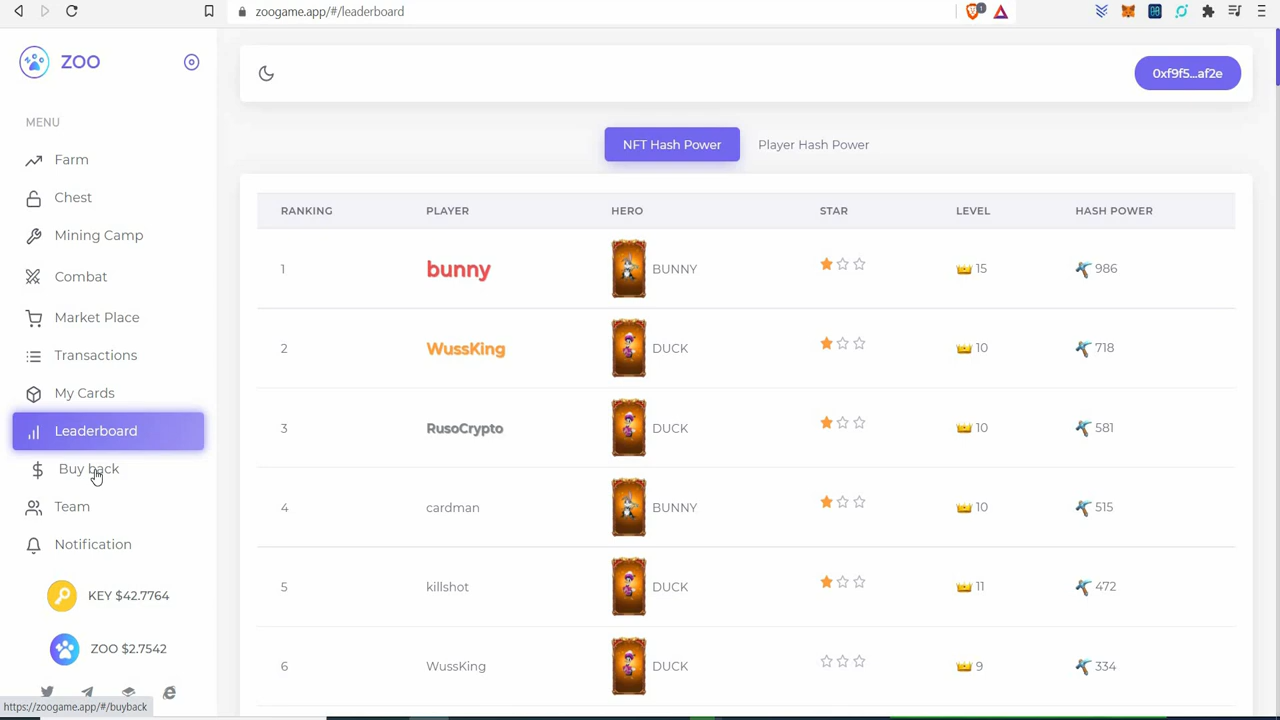 zoogame.app/#/leaderboard
1
ZOO
0xf9f5...af2e
MENU
Farm
Chest
Mining Camp
Combat
Market Place
Transactions
My Cards
Leaderboard
Buy back
Team
Notification
KEY $42.7764
ZOO $2.7542
https://zoogame.app/#/buyback
NFT Hash Power Player Hash Power
RANKING PLAYER HERO STAR LEVEL HASH POWER
1 bunny BUNNY 15 986
2 WussKing DUCK 10 718
3 RusoCrypto DUCK 10 581
4 cardman BUNNY 10 515
5 killshot DUCK 11 472
6 WussKing DUCK 9 334